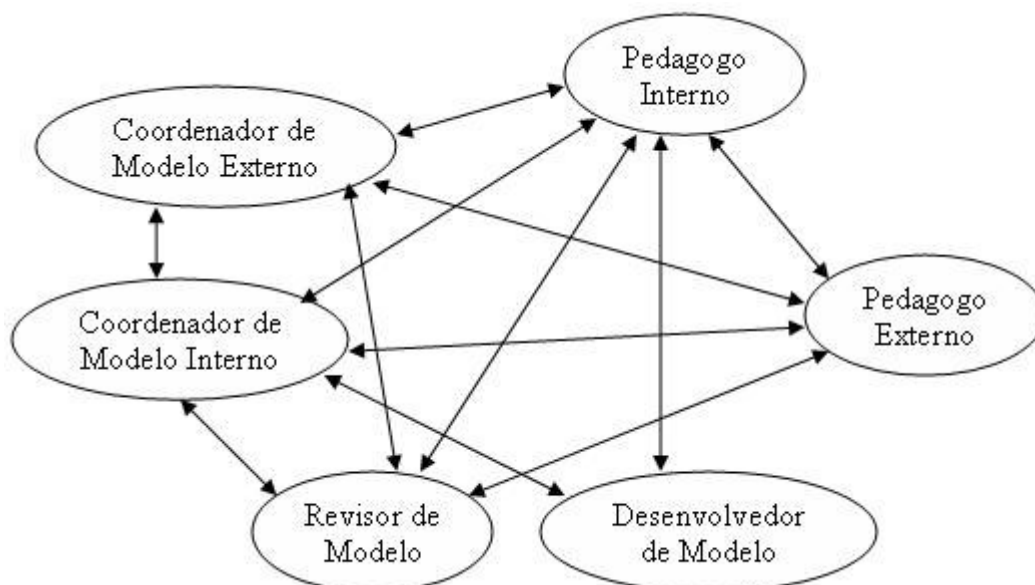 Pedagogo
Interno
Coordenador de
Modelo Externo
Coordenador de
Modelo Interno
Pedagogo
Externo
Revisor de
Modelo
Desenvolvedor
de Modelo